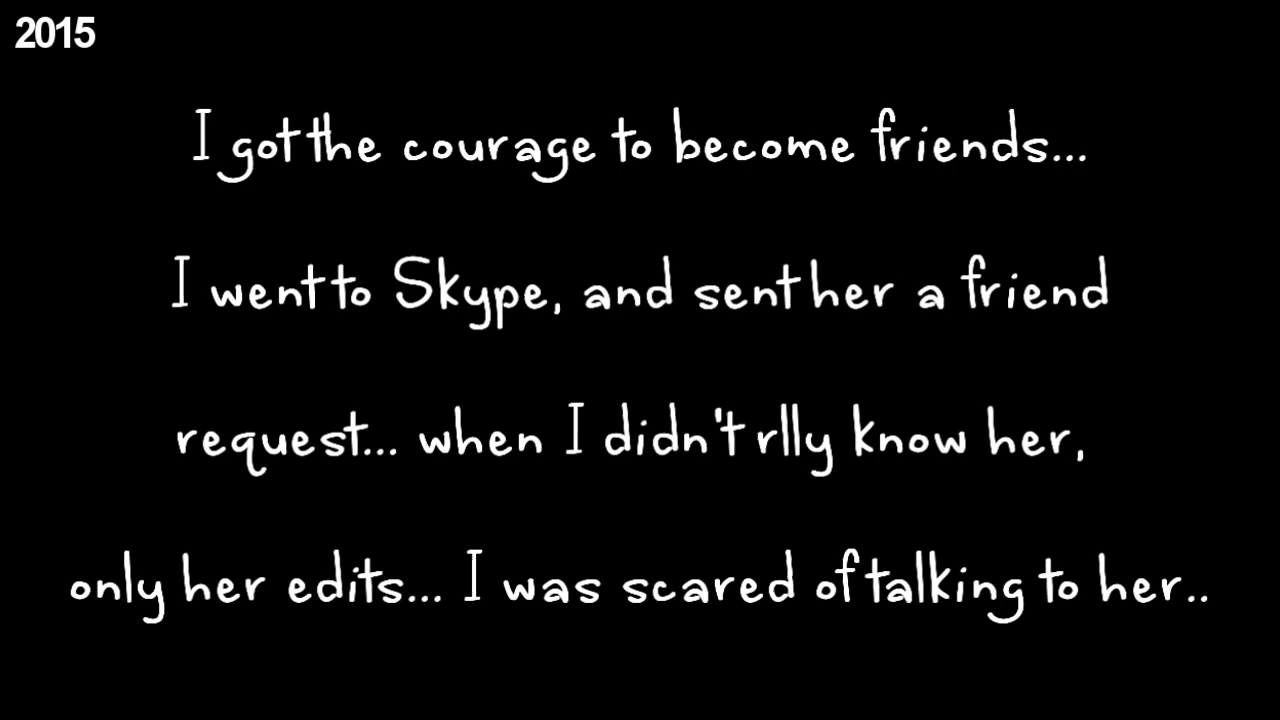 2015
I got the courage to become friends...
I went to Skype, and sent her a friend
request... when I didn't rlly know her,
only her edits... I was scared of talking to her..